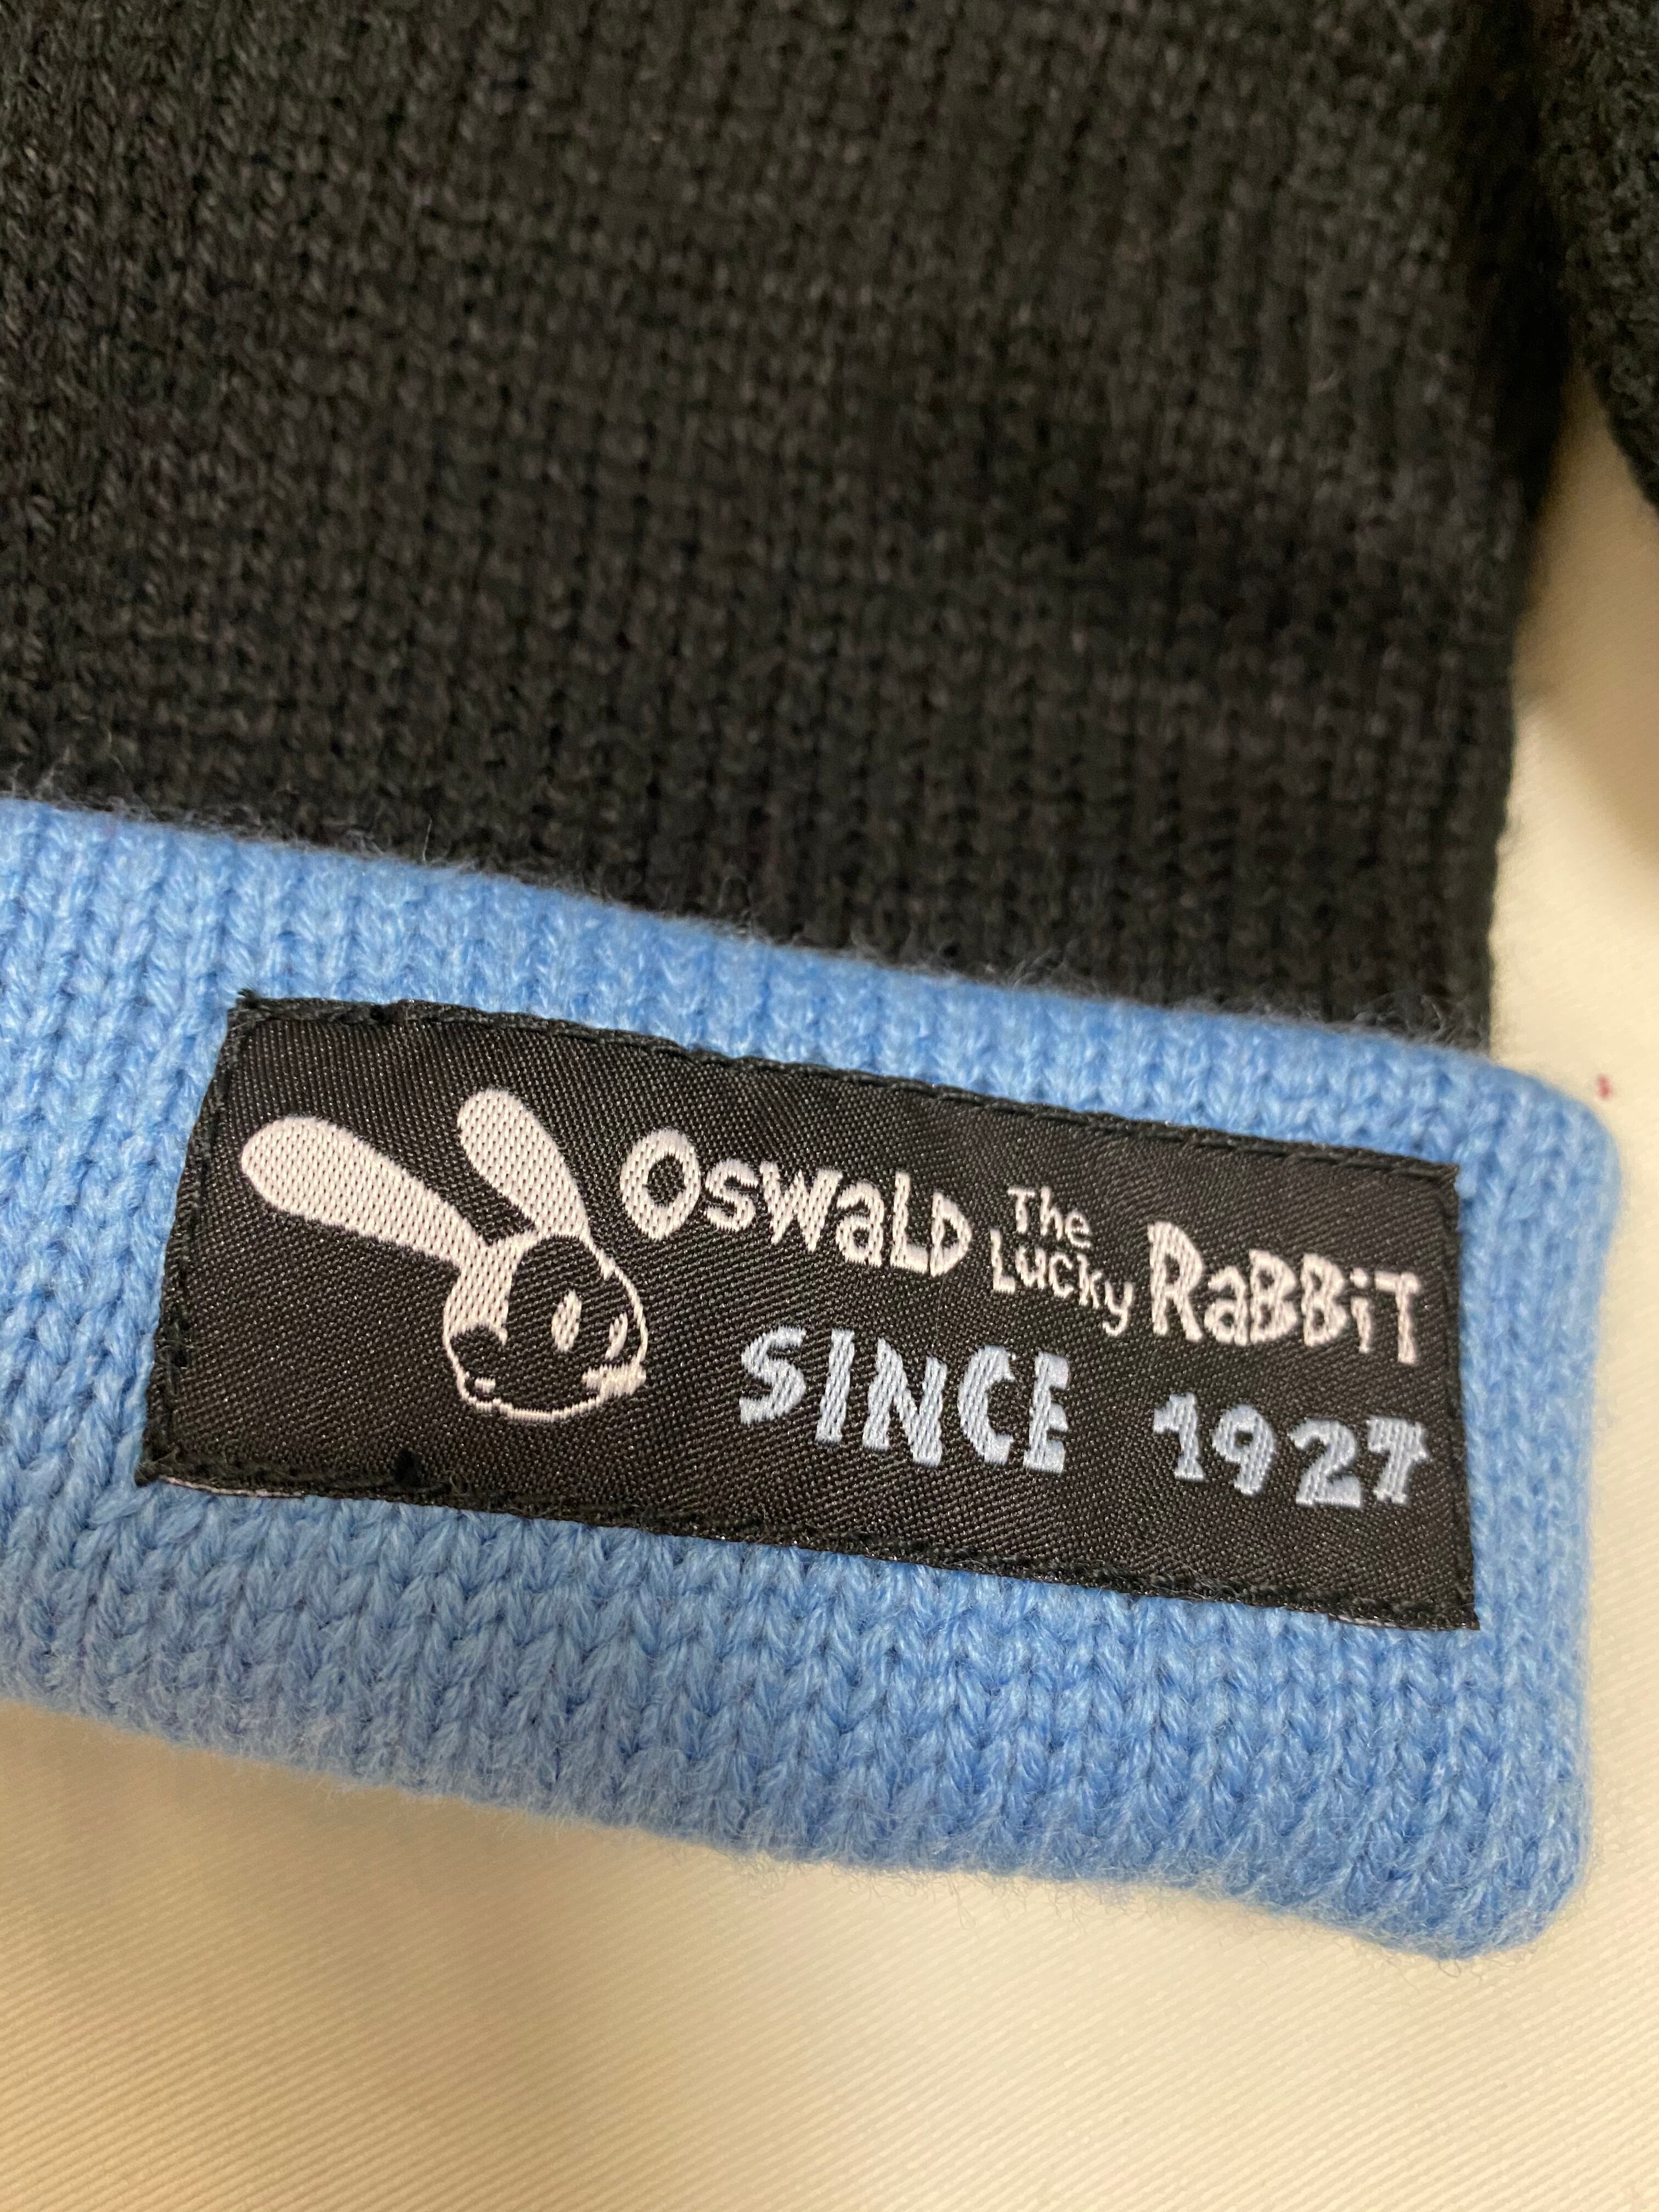 OSWaLD The Lucky RaBBiT
SINCE 1927